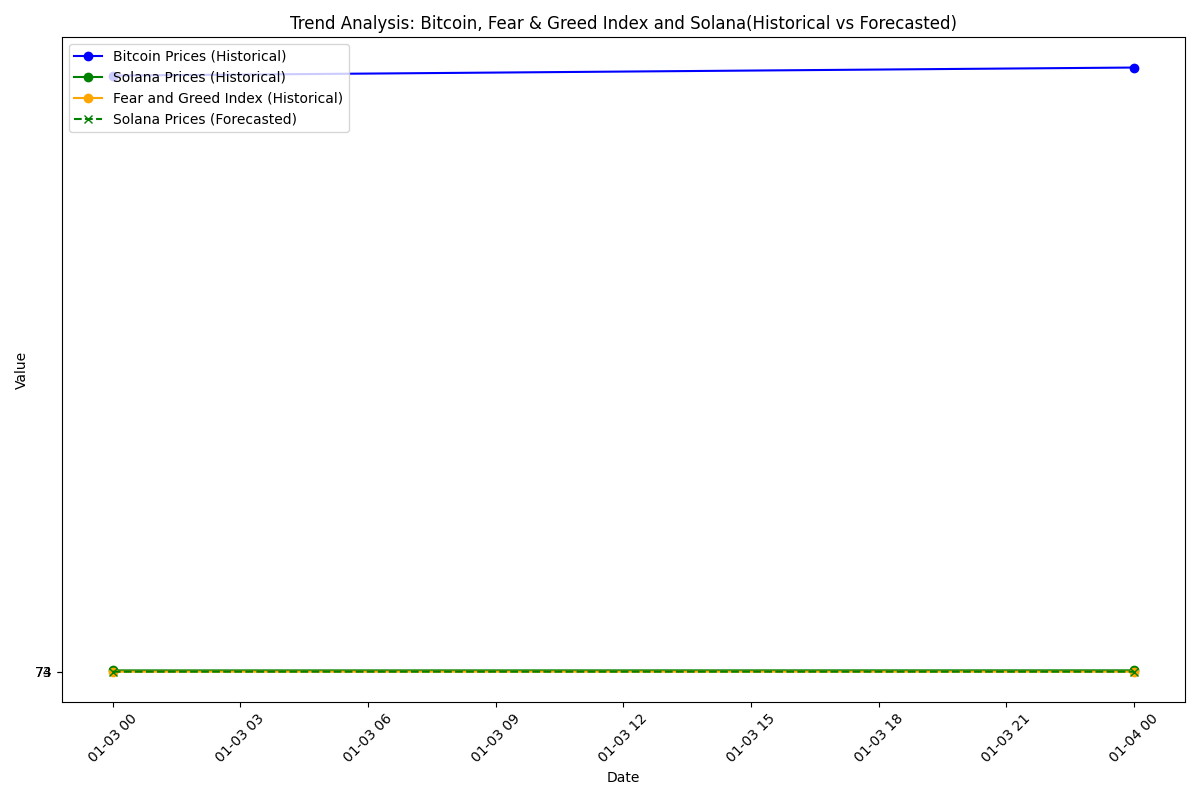 Trend Analysis: Bitcoin, Fear & Greed Index and Solana(Historical vs Forecasted)
Bitcoin Prices (Historical)
Solana Prices (Historical)
Fear and Greed Index (Historical)
Solana Prices (Forecasted)
Value
01-03 00
01-03 03
01-03 06
01-03 09
01-03 12
01-03 15
01-03 18
01-03 21
01-04 00
Date